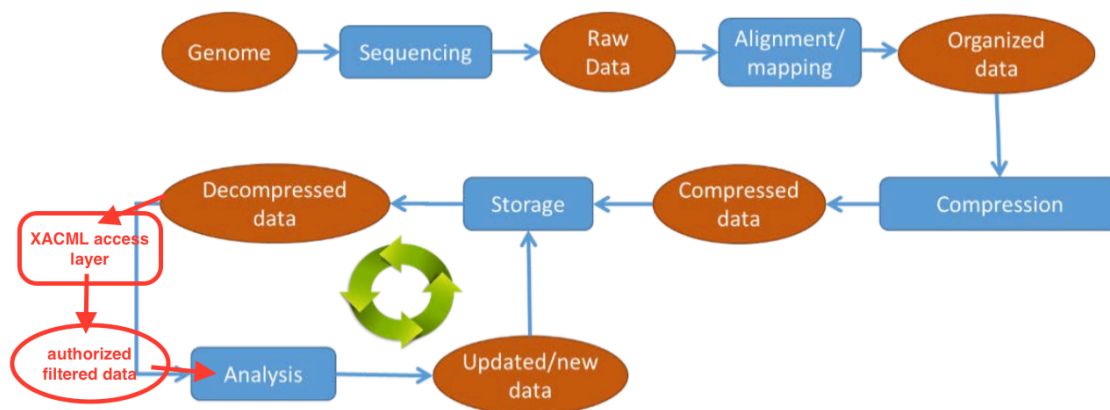 Genome
Sequencing
Raw
Data
Alignment/
mapping
Organized
data
Decompressed
data
Storage
Compressed
data
Compression
XACML access
layer
authorized
filtered data
Analysis
Updated/new
data